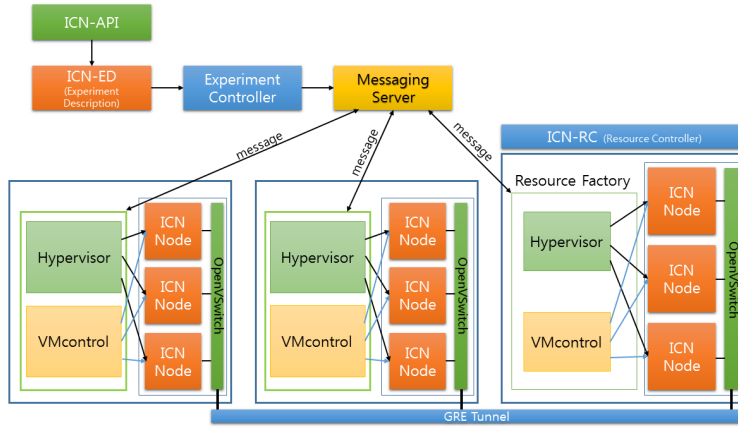 ICN-API
ICN-ED
(Experiment
Description)
Experiment
Controller
Messaging
Server
message
message
message
ICN-RC (Resource Controller)
Resource Factory
Hypervisor
VMcontrol
ICN
Node
ICN
Node
ICN
Node
OpenVSwitch
Hypervisor
VMcontrol
ICN
Node
ICN
Node
ICN
Node
OpenVSwitch
Hypervisor
VMcontrol
ICN
Node
ICN
Node
ICN
Node
OpenVSwitch
GRE Tunnel